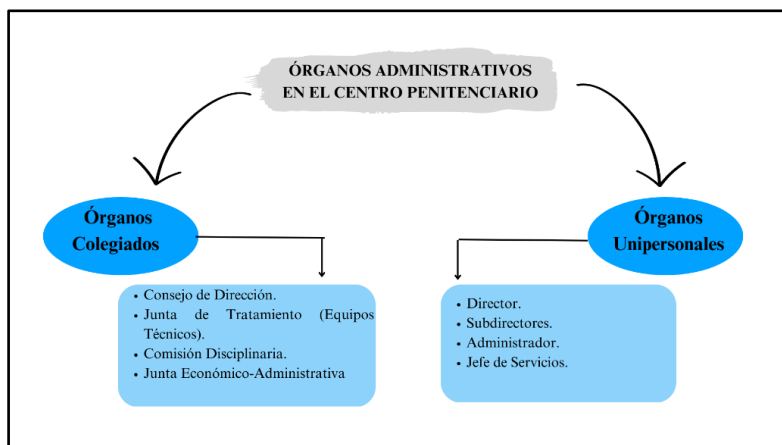 ÓRGANOS ADMINISTRATIVOS
EN EL CENTRO PENITENCIARIO
Órganos
Colegiados
Órganos
Unipersonales
• Consejo de Dirección.
• Junta de Tratamiento (Equipos
Técnicos).
• Comisión Disciplinaria.
• Junta Económico-Administrativa
• Director.
• Subdirectores.
• Administrador.
• Jefe de Servicios.